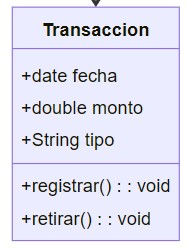 Transaccion
+date fecha
+double monto
+String tipo
+registrar() : : void
+retirar() : : void